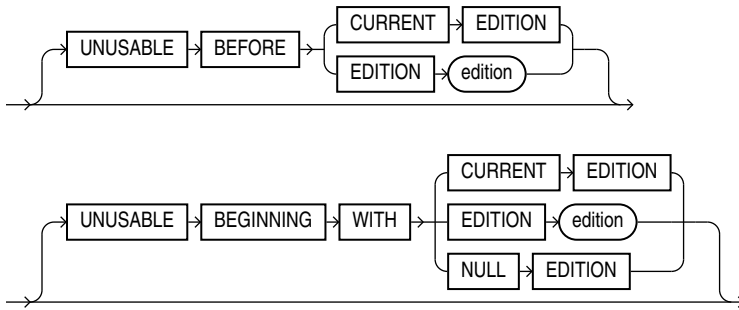 CURRENT EDITION
UNUSABLE BEFORE
EDITION edition
CURRENT EDITION
UNUSABLE BEGINNING WITH EDITION edition
NULL EDITION